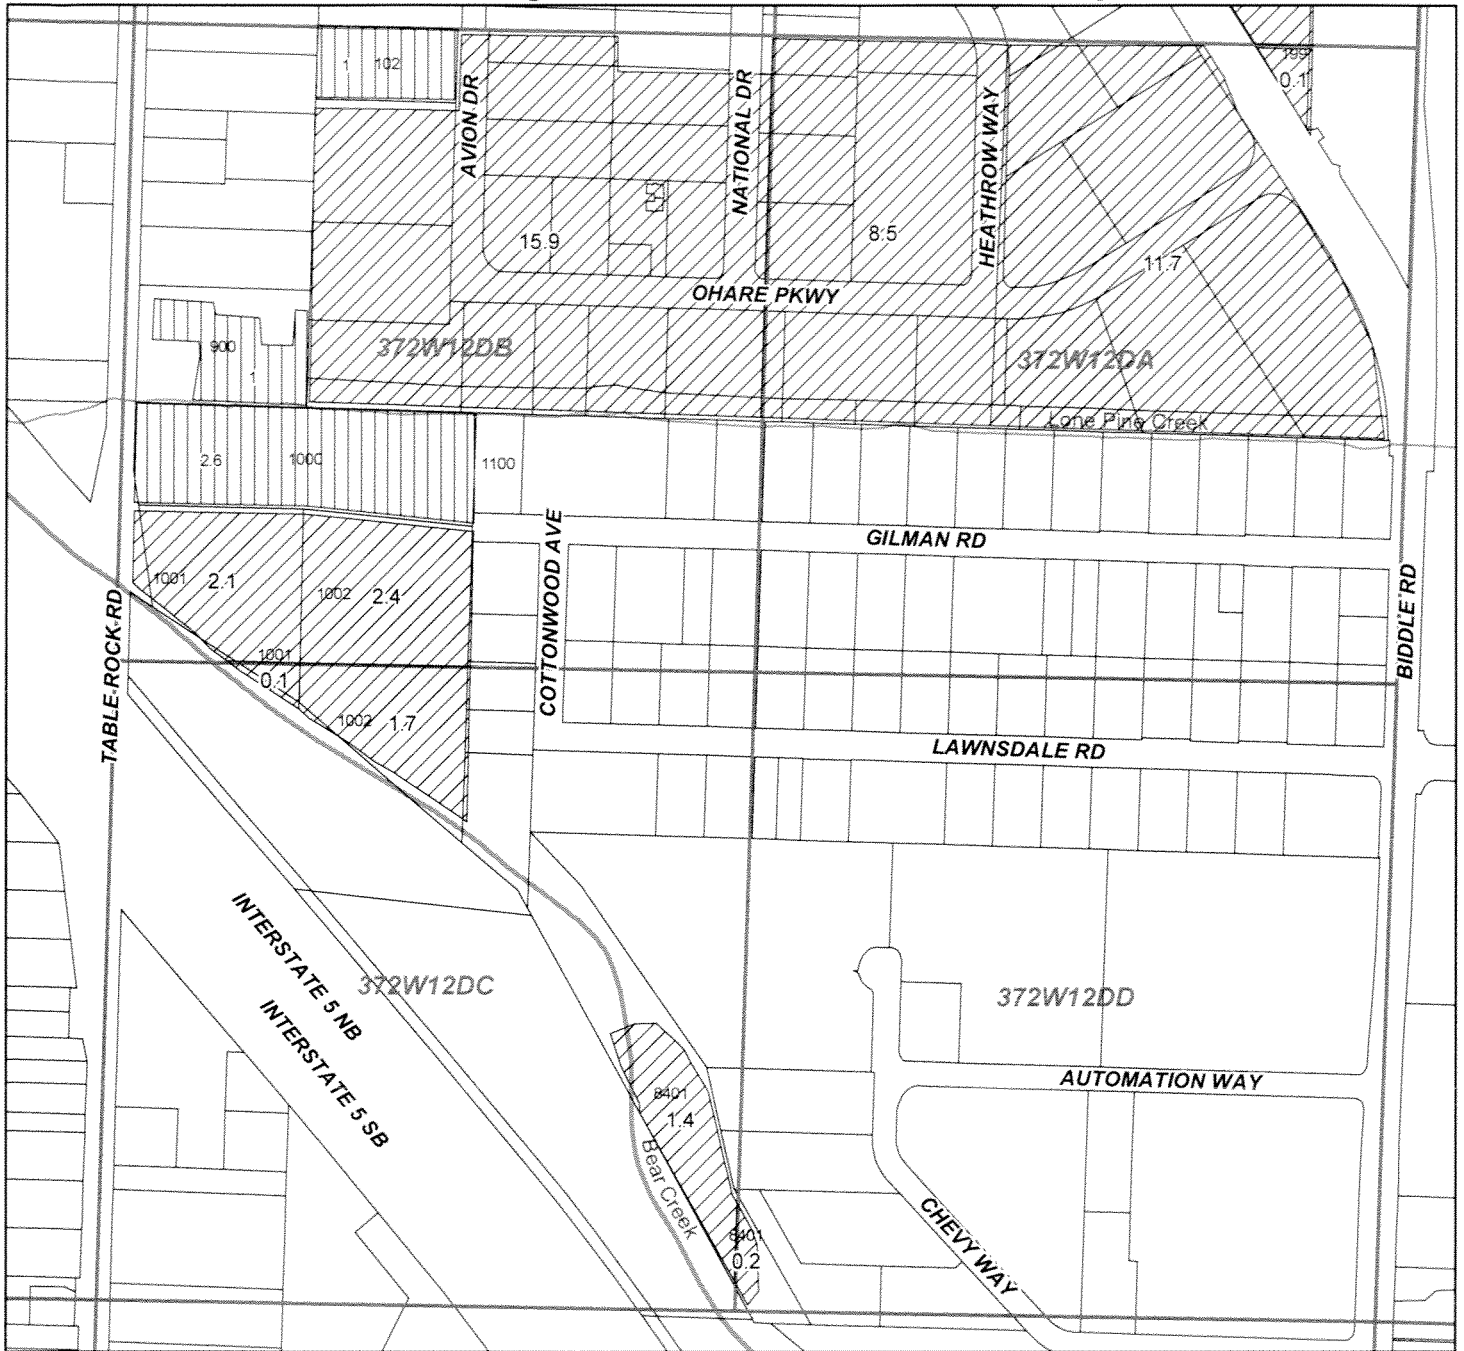 1 102
199
0.1
AVION DR
NATIONAL DR
HEATHROW WAY
15.9
8.5
11.7
OHARE PKWY
900
1
372W12DB
372W12DA
Lone Pine Creek
2.6 1000
1100
GILMAN RD
COTTONWOOD AVE
BIDDLE RD
TABLE ROCK RD
1001 2.1
1002 2.4
1001
0.1
1002 1.7
LAWNSDALE RD
INTERSTATE 5 NB
INTERSTATE 5 SB
372W12DC
372W12DD
AUTOMATION WAY
8401
1.4
Bear Creek
8401
0.2
CHEVY WAY